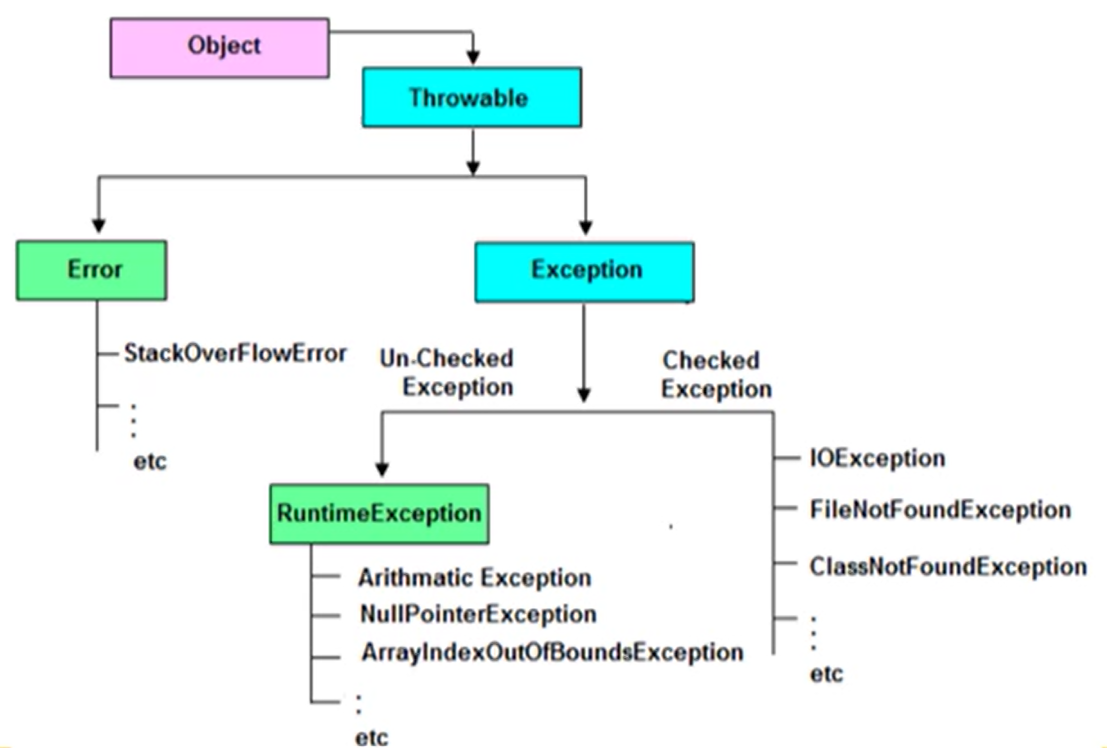 Object
Throwable
Error
Exception
StackOverFlowError
:
etc
Un-Checked
Exception
Checked
Exception
RuntimeException
Arithmatic Exception
NullPointerException
ArrayIndexOutOfBoundsException
:
etc
IOException
FileNotFoundException
ClassNotFoundException
:
etc